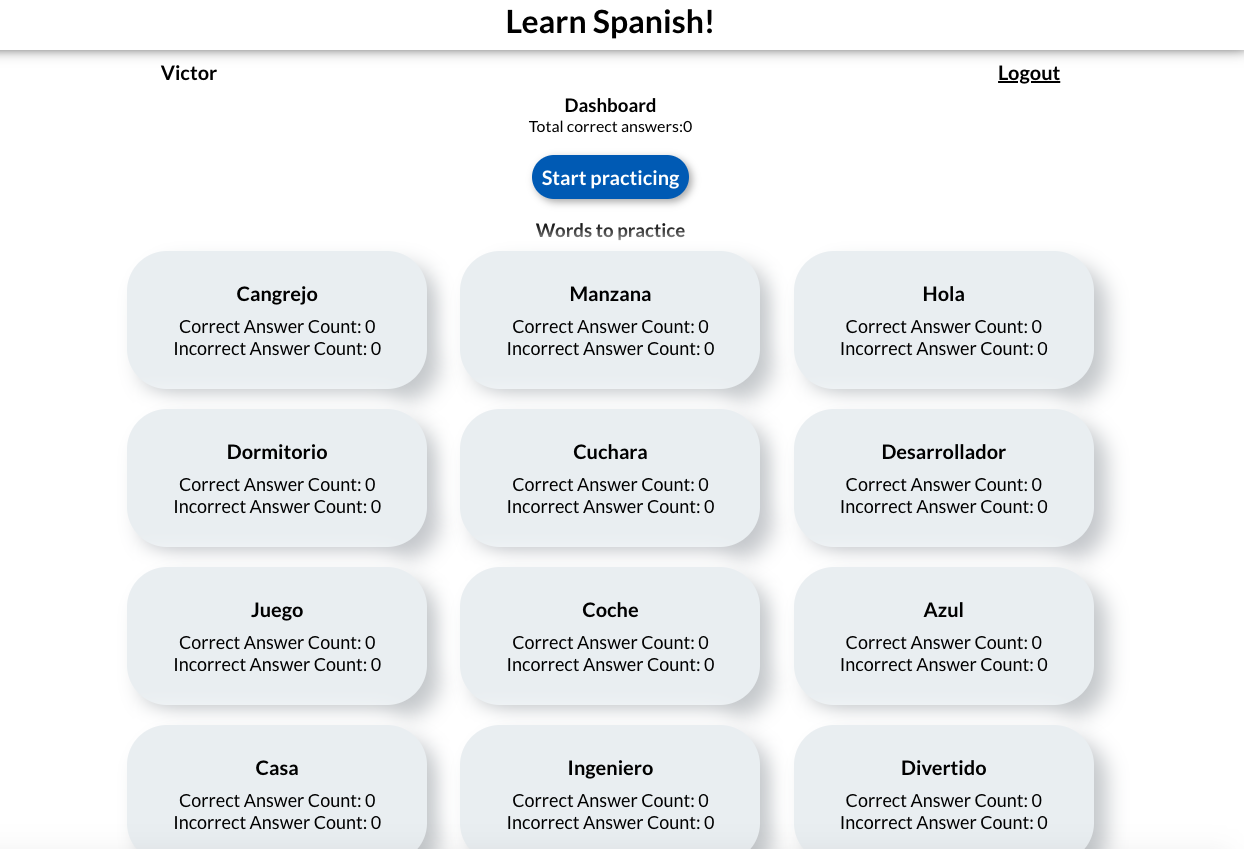 Learn Spanish!
Victor
Logout
Dashboard
Total correct answers:0
Start practicing
Words to practice
Cangrejo
Correct Answer Count: 0
Incorrect Answer Count: 0
Manzana
Correct Answer Count: 0
Incorrect Answer Count: 0
Hola
Correct Answer Count: 0
Incorrect Answer Count: 0
Dormitorio
Correct Answer Count: 0
Incorrect Answer Count: 0
Cuchara
Correct Answer Count: 0
Incorrect Answer Count: 0
Desarrollador
Correct Answer Count: 0
Incorrect Answer Count: 0
Juego
Correct Answer Count: 0
Incorrect Answer Count: 0
Coche
Correct Answer Count: 0
Incorrect Answer Count: 0
Azul
Correct Answer Count: 0
Incorrect Answer Count: 0
Casa
Correct Answer Count: 0
Incorrect Answer Count: 0
Ingeniero
Correct Answer Count: 0
Incorrect Answer Count: 0
Divertido
Correct Answer Count: 0
Incorrect Answer Count: 0